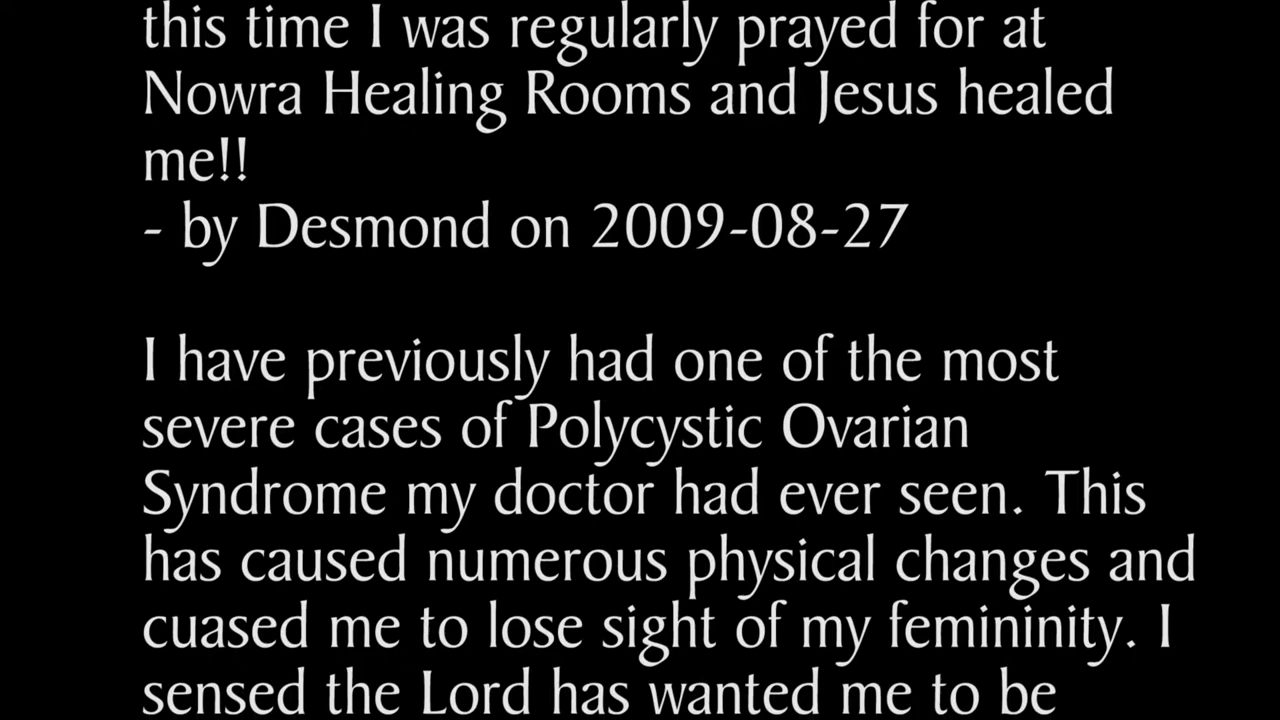 this time I was regularly prayed for at
Nowra Healing Rooms and Jesus healed
me!!
- by Desmond on 2009-08-27
I have previously had one of the most
severe cases of Polycystic Ovarian
Syndrome my doctor had ever seen. This
has caused numerous physical changes and
cuased me to lose sight of my femininity. I
sensed the Lord has wanted me to be